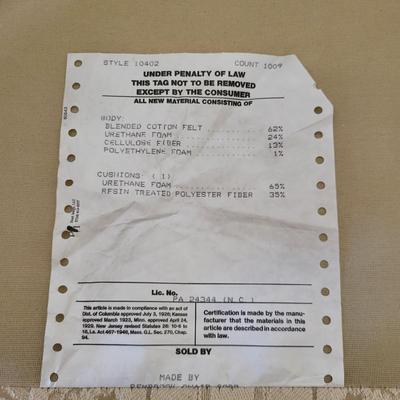 STYLE 10402 COUNT 1009
UNDER PENALTY OF LAW
THIS TAG NOT TO BE REMOVED
EXCEPT BY THE CONSUMER
ALL NEW MATERIAL CONSISTING OF
BODY:
BLENDED COTTON FELT ..... 62%
URETHANE FOAM ..... 24%
CELLULOSE FIBER ..... 13%
POLYETHYLENE FOAM ..... 1%
CUSHIONS: (1)
URETHANE FOAM ..... 65%
RESIN TREATED POLYESTER FIBER 35%
Lic. No.
PA 24344 (N.C.)
This article is made in compliance with an act of
Dist. of Columbia approved July 3, 1926; Kansas
approved March 1923, Minn. approved April 24,
1929, New Jersey revised Statutes 26: 10-6 to
18, La. Act 467-1948, Mass. G.L. Sec. 270, Chap.
94.
Certification is made by the manu-
facturer that the materials in this
article are described in accordance
with law.
SOLD BY
MADE BY
CHAIR